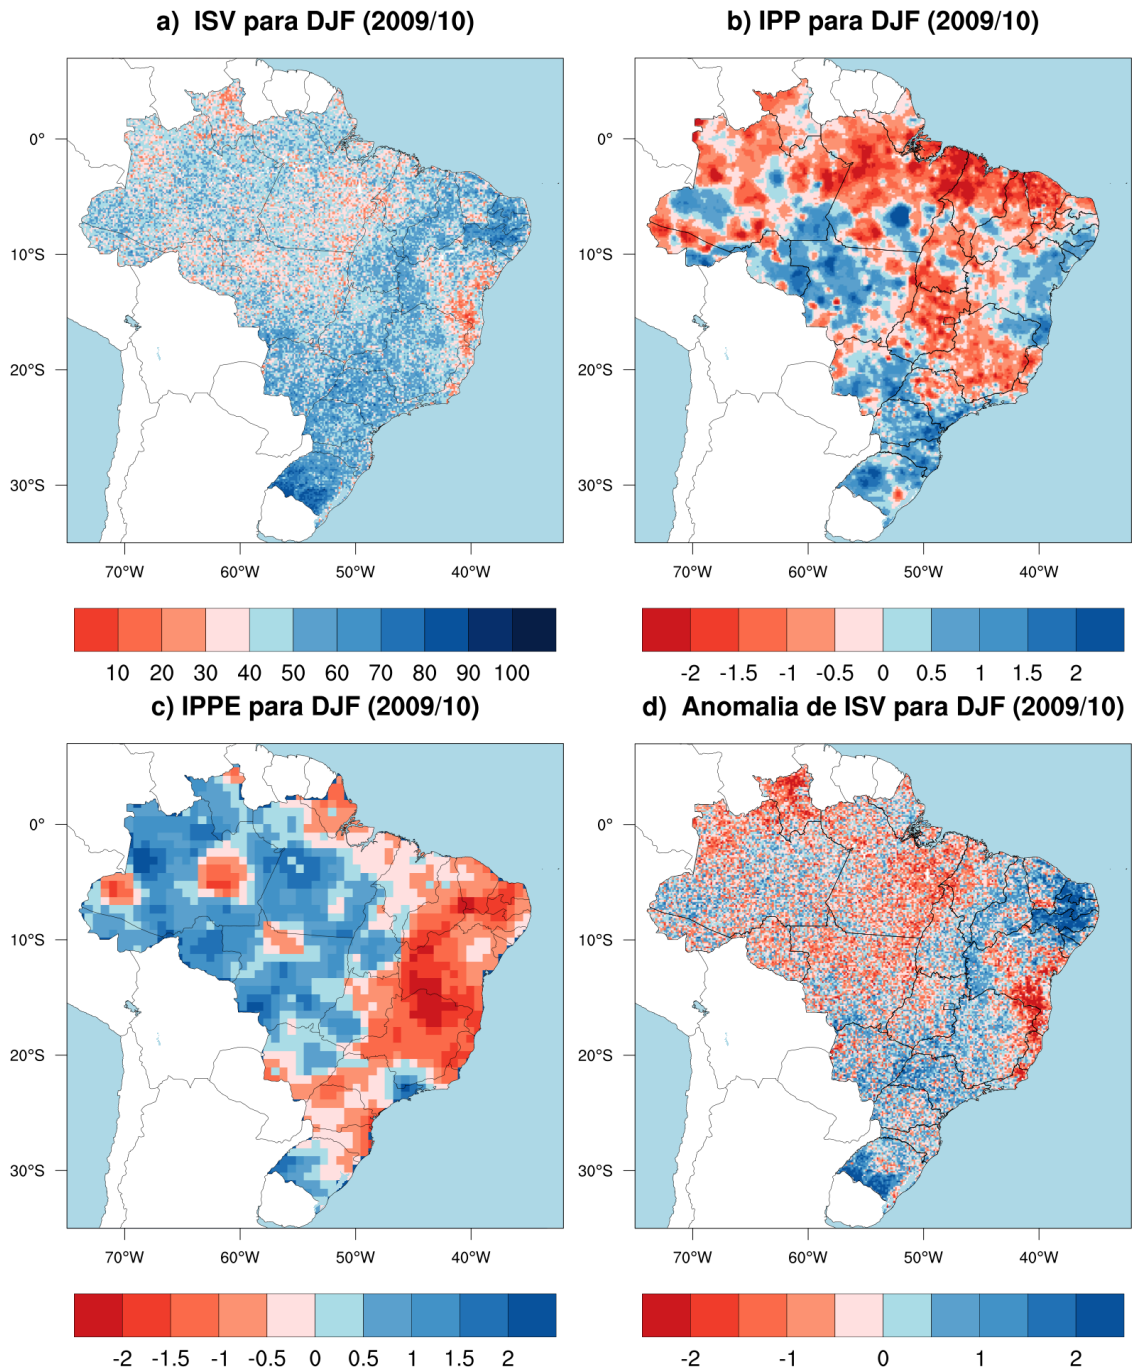 a)  ISV para DJF (2009/10)
b) IPP para DJF (2009/10)
0°
10°S
20°S
30°S
70°W 60°W 50°W 40°W
10 20 30 40 50 60 70 80 90 100
0°
10°S
20°S
30°S
70°W 60°W 50°W 40°W
-2 -1.5 -1 -0.5 0 0.5 1 1.5 2
c) IPPE para DJF (2009/10)
d)  Anomalia de ISV para DJF (2009/10)
0°
10°S
20°S
30°S
70°W 60°W 50°W 40°W
-2 -1.5 -1 -0.5 0 0.5 1 1.5 2
0°
10°S
20°S
30°S
70°W 60°W 50°W 40°W
-2 -1 0 1 2